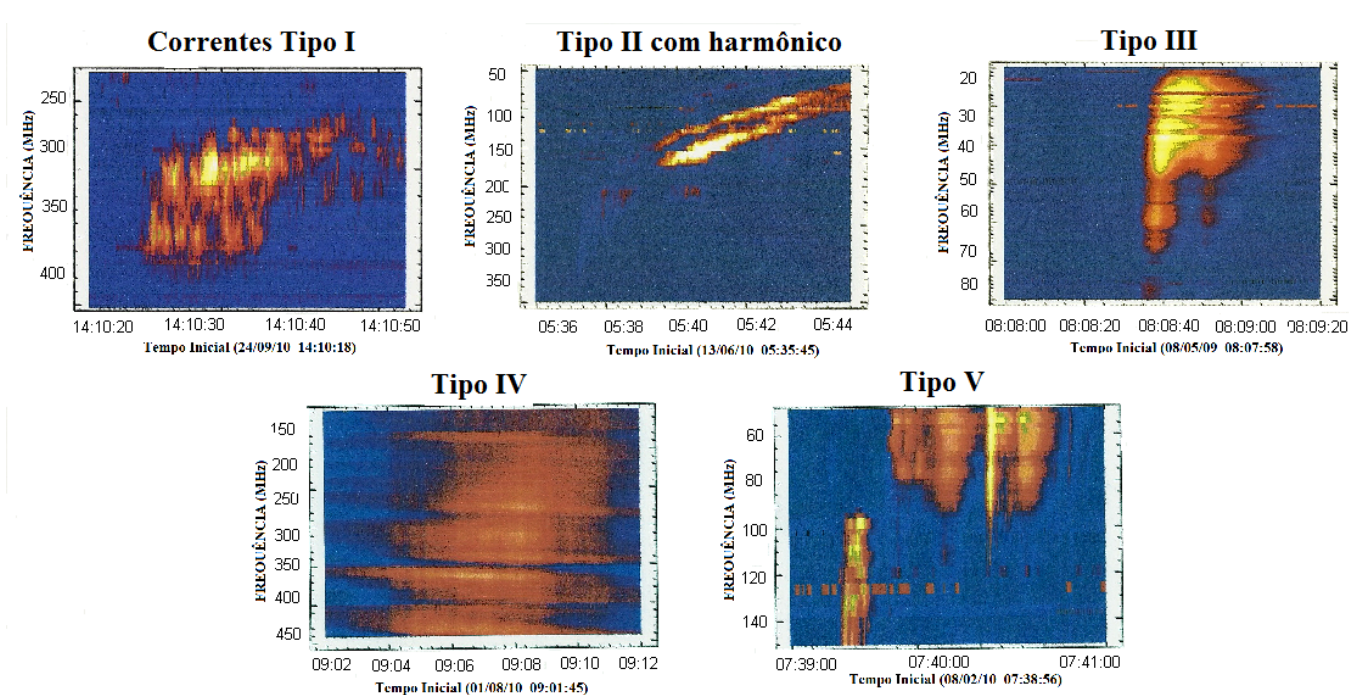 Correntes Tipo I
FREQUÊNCIA (MHz)
250
300
350
400
14:10:20 14:10:30 14:10:40 14:10:50
Tempo Inicial (24/09/10 14:10:18)
Tipo II com harmônico
FREQUÊNCIA (MHz)
50
100
150
200
250
300
350
05:36 05:38 05:40 05:42 05:44
Tempo Inicial (13/06/10 05:35:45)
Tipo III
FREQUÊNCIA (MHz)
20
30
40
50
60
70
80
08:08:00 08:08:20 08:08:40 08:09:00 08:09:20
Tempo Inicial (08/05/09 08:07:58)
Tipo IV
FREQUÊNCIA (MHz)
150
200
250
300
350
400
450
09:02 09:04 09:06 09:08 09:10 09:12
Tempo Inicial (01/08/10 09:01:45)
Tipo V
FREQUÊNCIA (MHz)
60
80
100
120
140
07:39:00 07:40:00 07:41:00
Tempo Inicial (08/02/10 07:38:56)